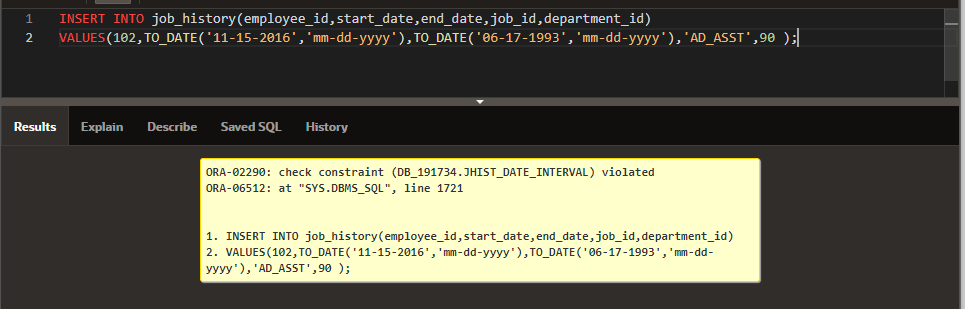 1 INSERT INTO job_history(employee_id,start_date,end_date,job_id,department_id)
2 VALUES(102,TO_DATE('11-15-2016','mm-dd-yyyy'),TO_DATE('06-17-1993','mm-dd-yyyy'),'AD_ASST',90 );
Results Explain Describe Saved SQL History
ORA-02290: check constraint (DB_191734.JHIST_DATE_INTERVAL) violated
ORA-06512: at "SYS.DBMS_SQL", line 1721
1. INSERT INTO job_history(employee_id,start_date,end_date,job_id,department_id)
2. VALUES(102,TO_DATE('11-15-2016','mm-dd-yyyy'),TO_DATE('06-17-1993','mm-dd-
yyyy'),'AD_ASST',90 );